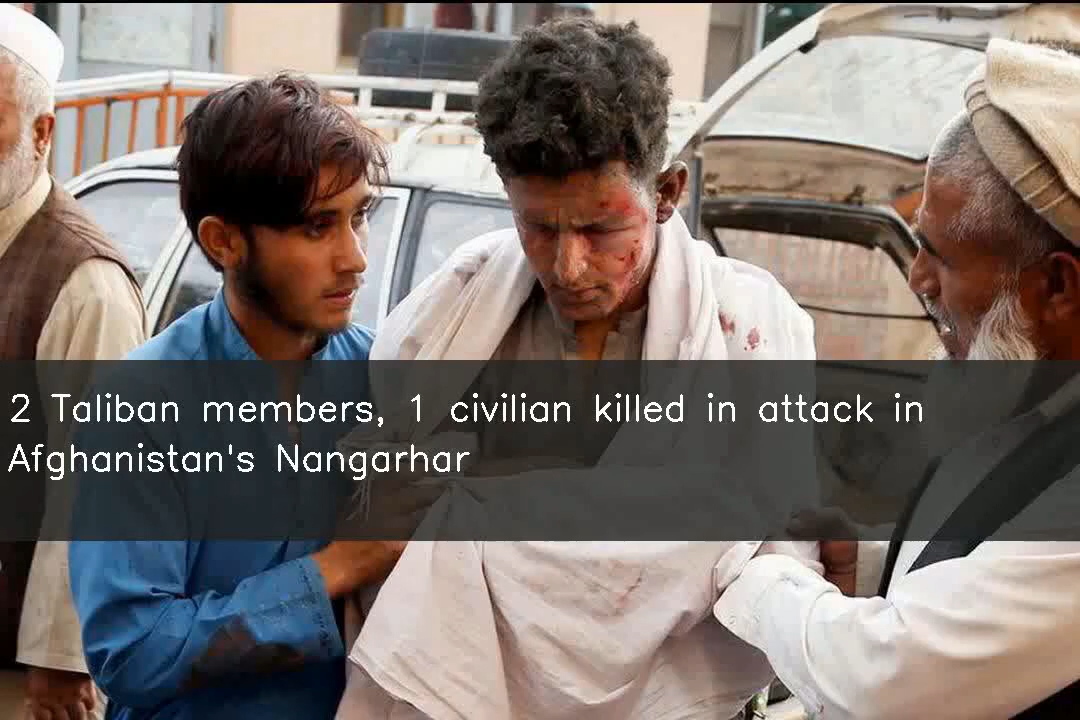 2 Taliban members, 1 civilian killed in attack in
Afghanistan's Nangarhar